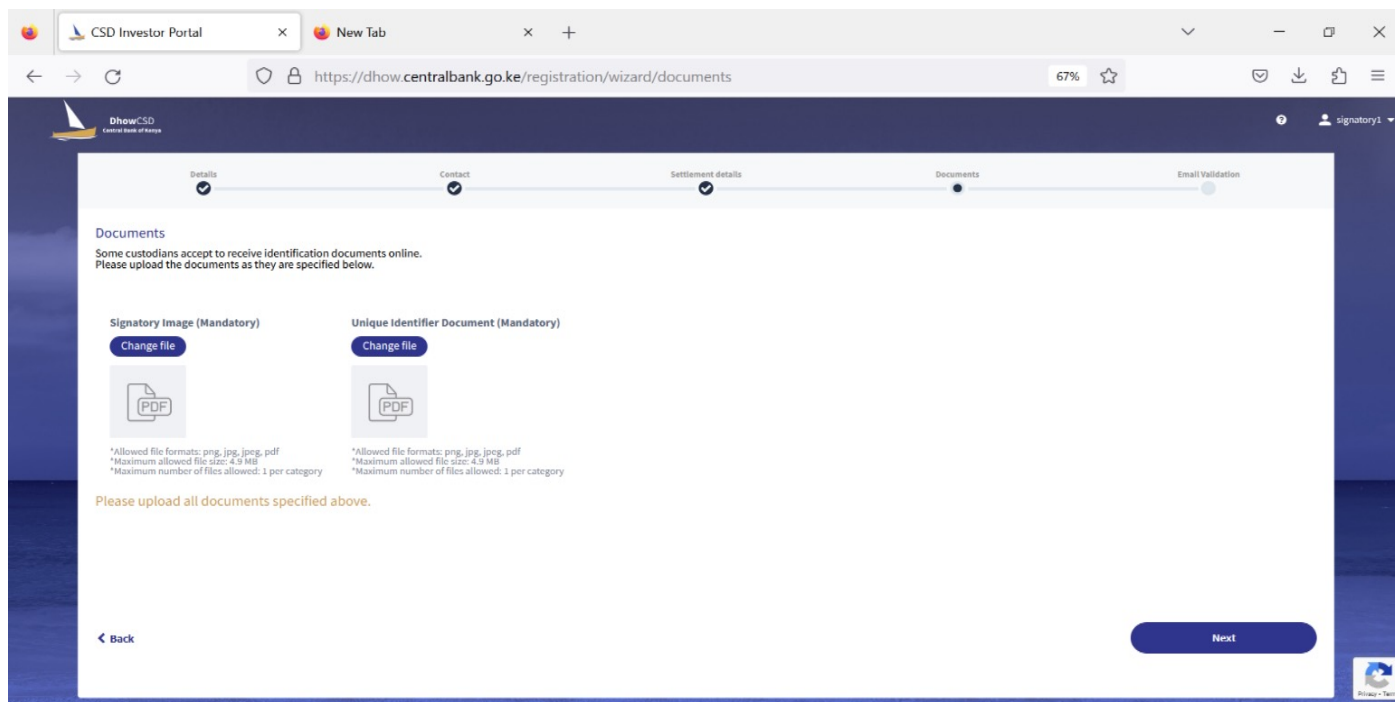 CSD Investor Portal
New Tab
https://dhow.centralbank.go.ke/registration/wizard/documents
67%
DhowCSD
Central Bank of Kenya
signatory1
Details
Contact
Settlement details
Documents
Email Validation
Documents
Some custodians accept to receive identification documents online.
Please upload the documents as they are specified below.
Signatory Image (Mandatory)
Unique Identifier Document (Mandatory)
Change file
Change file
PDF
PDF
*Allowed file formats: png, jpg, jpeg, pdf
*Maximum allowed file size: 4.9 MB
*Maximum number of files allowed: 1 per category
*Allowed file formats: png, jpg, jpeg, pdf
*Maximum allowed file size: 4.9 MB
*Maximum number of files allowed: 1 per category
Please upload all documents specified above.
Back
Next
Privacy -